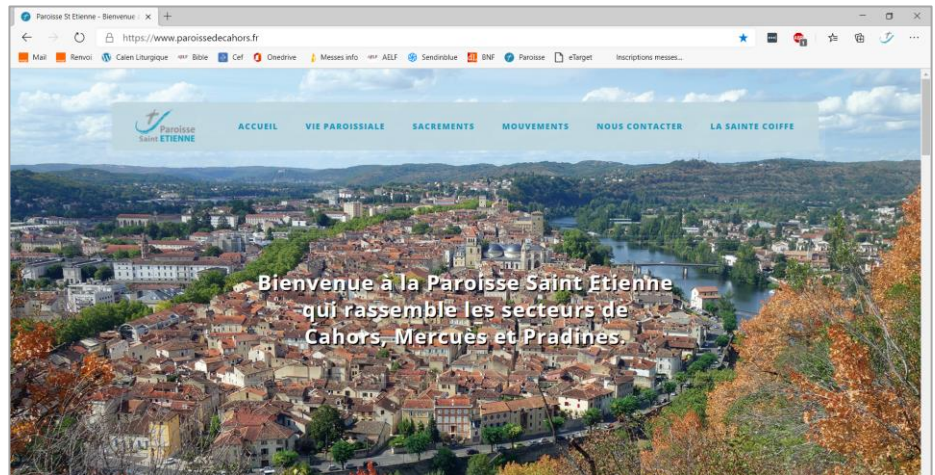 Paroisse St Etienne - Bienvenue
https://www.paroissedecahors.fr
Mail Renvoi Calen Liturgique Bible Cef Onedrive Messes info AELF Sendinblue BNF Paroisse eTarget Inscriptions messes...
Paroisse
Saint ETIENNE
ACCUEIL VIE PAROISSIALE SACREMENTS MOUVEMENTS NOUS CONTACTER LA SAINTE COIFFE
Bienvenue à la Paroisse Saint Etienne
qui rassemble les secteurs de
Cahors, Mercuès et Pradines.